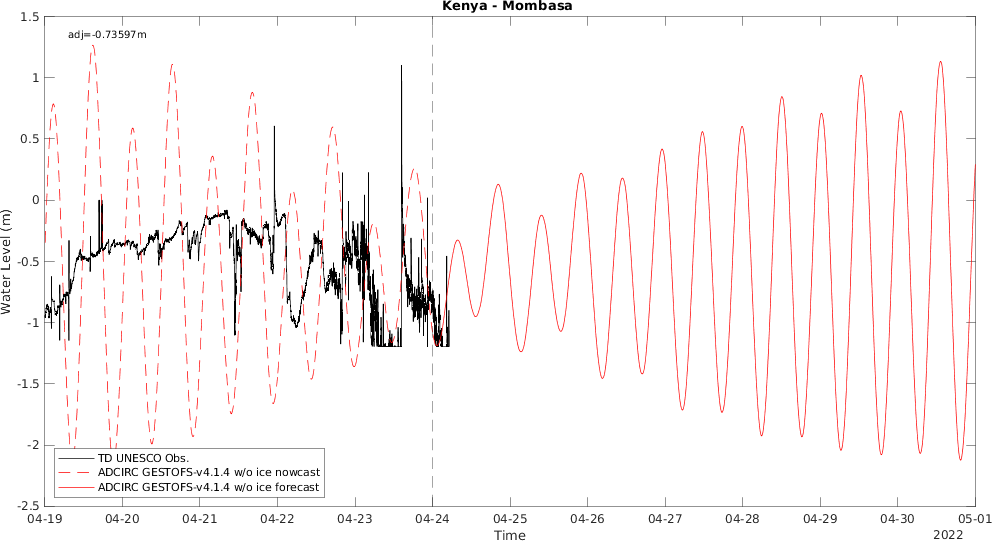 Kenya - Mombasa
adj=-0.73597m
1.5
1
0.5
0
-0.5
-1
-1.5
-2
-2.5
Water Level (m)
TD UNESCO Obs.
ADCIRC GESTOFS-v4.1.4 w/o ice nowcast
ADCIRC GESTOFS-v4.1.4 w/o ice forecast
04-19 04-20 04-21 04-22 04-23 04-24 04-25 04-26 04-27 04-28 04-29 04-30 05-01
Time
2022